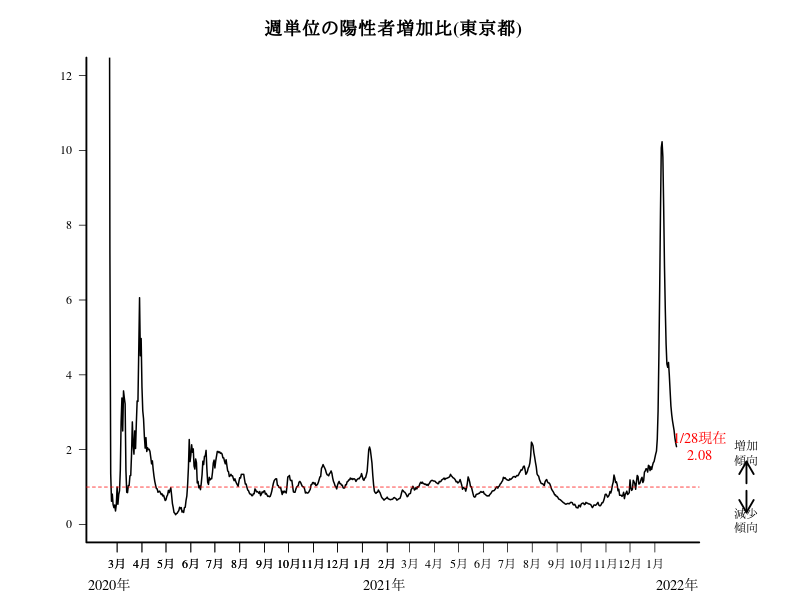 週単位の陽性者増加比(東京都)
12
10
8
6
4
2
0
1/28現在
2.08
増加
傾向
減少
傾向
3月 4月 5月 6月 7月 8月 9月 10月 11月 12月 1月 2月 3月 4月 5月 6月 7月 8月 9月 10月 11月 12月 1月
2020年 2021年 2022年